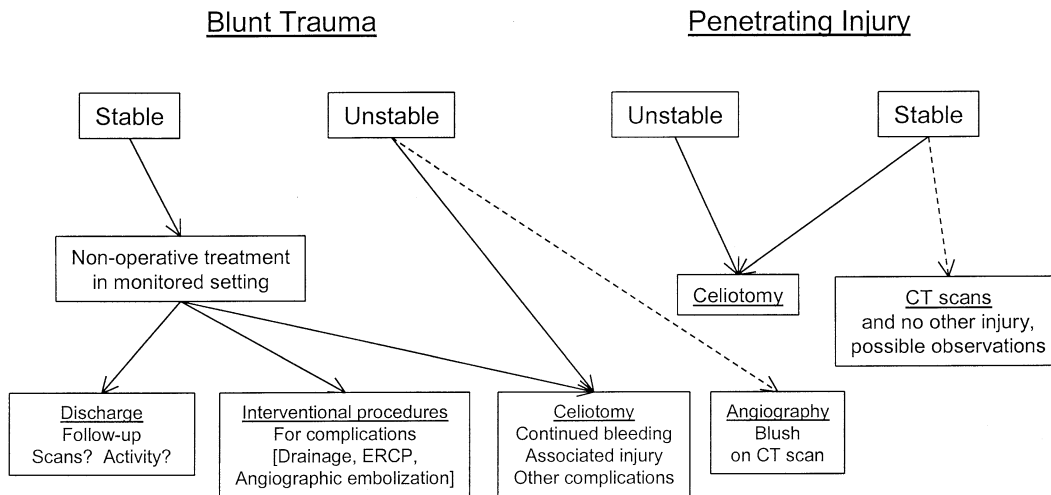 Blunt Trauma
Penetrating Injury
Stable
Unstable
Unstable
Stable
Non-operative treatment
in monitored setting
Celiotomy
CT scans
and no other injury,
possible observations
Discharge
Follow-up
Scans? Activity?
Interventional procedures
For complications
[Drainage, ERCP,
Angiographic embolization]
Celiotomy
Continued bleeding
Associated injury
Other complications
Angiography
Blush
on CT scan